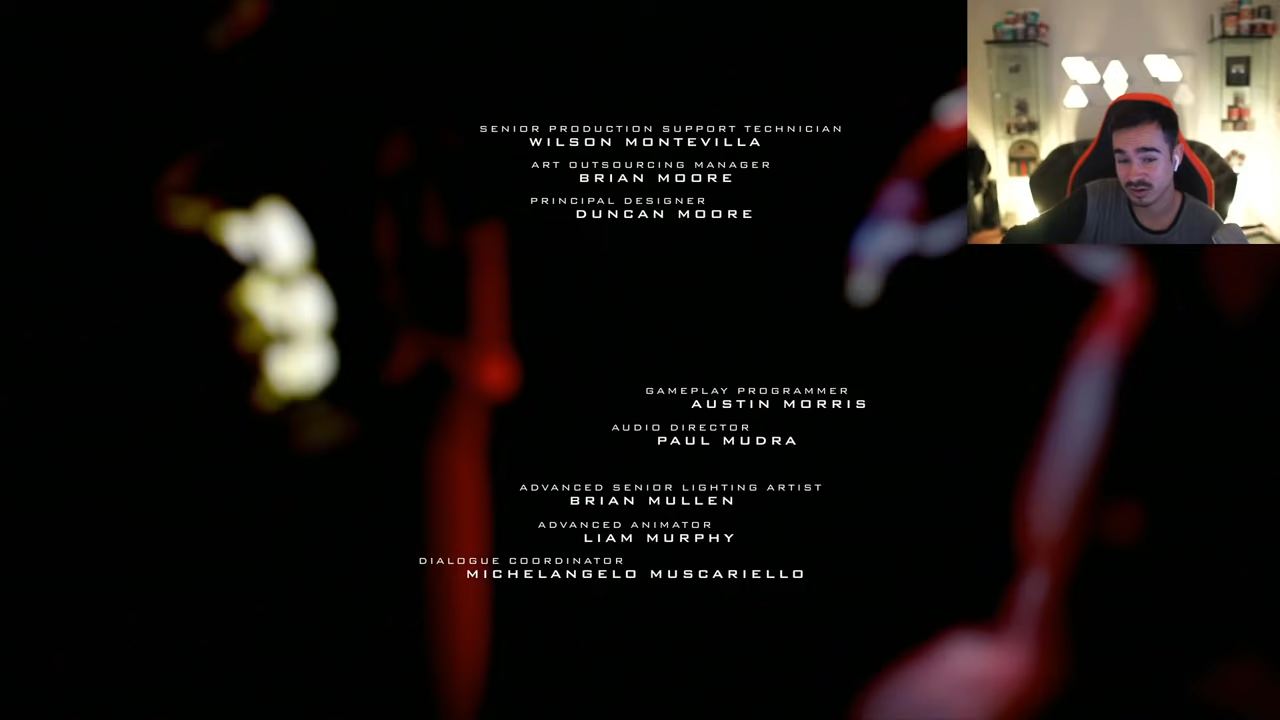 SENIOR PRODUCTION SUPPORT TECHNICIAN
WILSON MONTEVILLA
ART OUTSOURCING MANAGER
BRIAN MOORE
PRINCIPAL DESIGNER
DUNCAN MOORE
GAMEPLAY PROGRAMMER
AUSTIN MORRIS
AUDIO DIRECTOR
PAUL MUDRA
ADVANCED SENIOR LIGHTING ARTIST
BRIAN MULLEN
ADVANCED ANIMATOR
LIAM MURPHY
DIALOGUE COORDINATOR
MICHELANGELO MUSCARIELLO